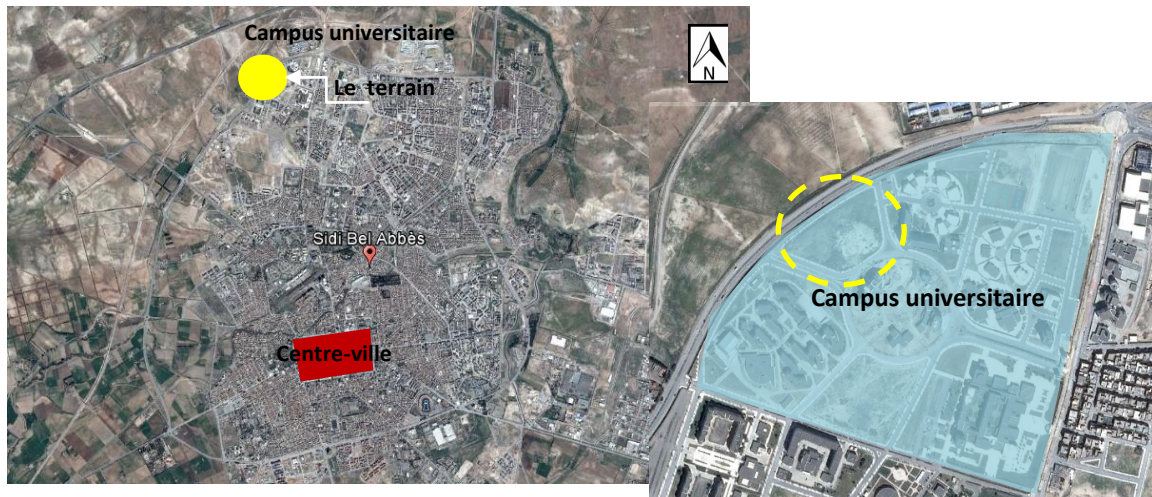 Campus universitaire
Le terrain
N
Sidi Bel Abbès
Centre-ville
Campus universitaire